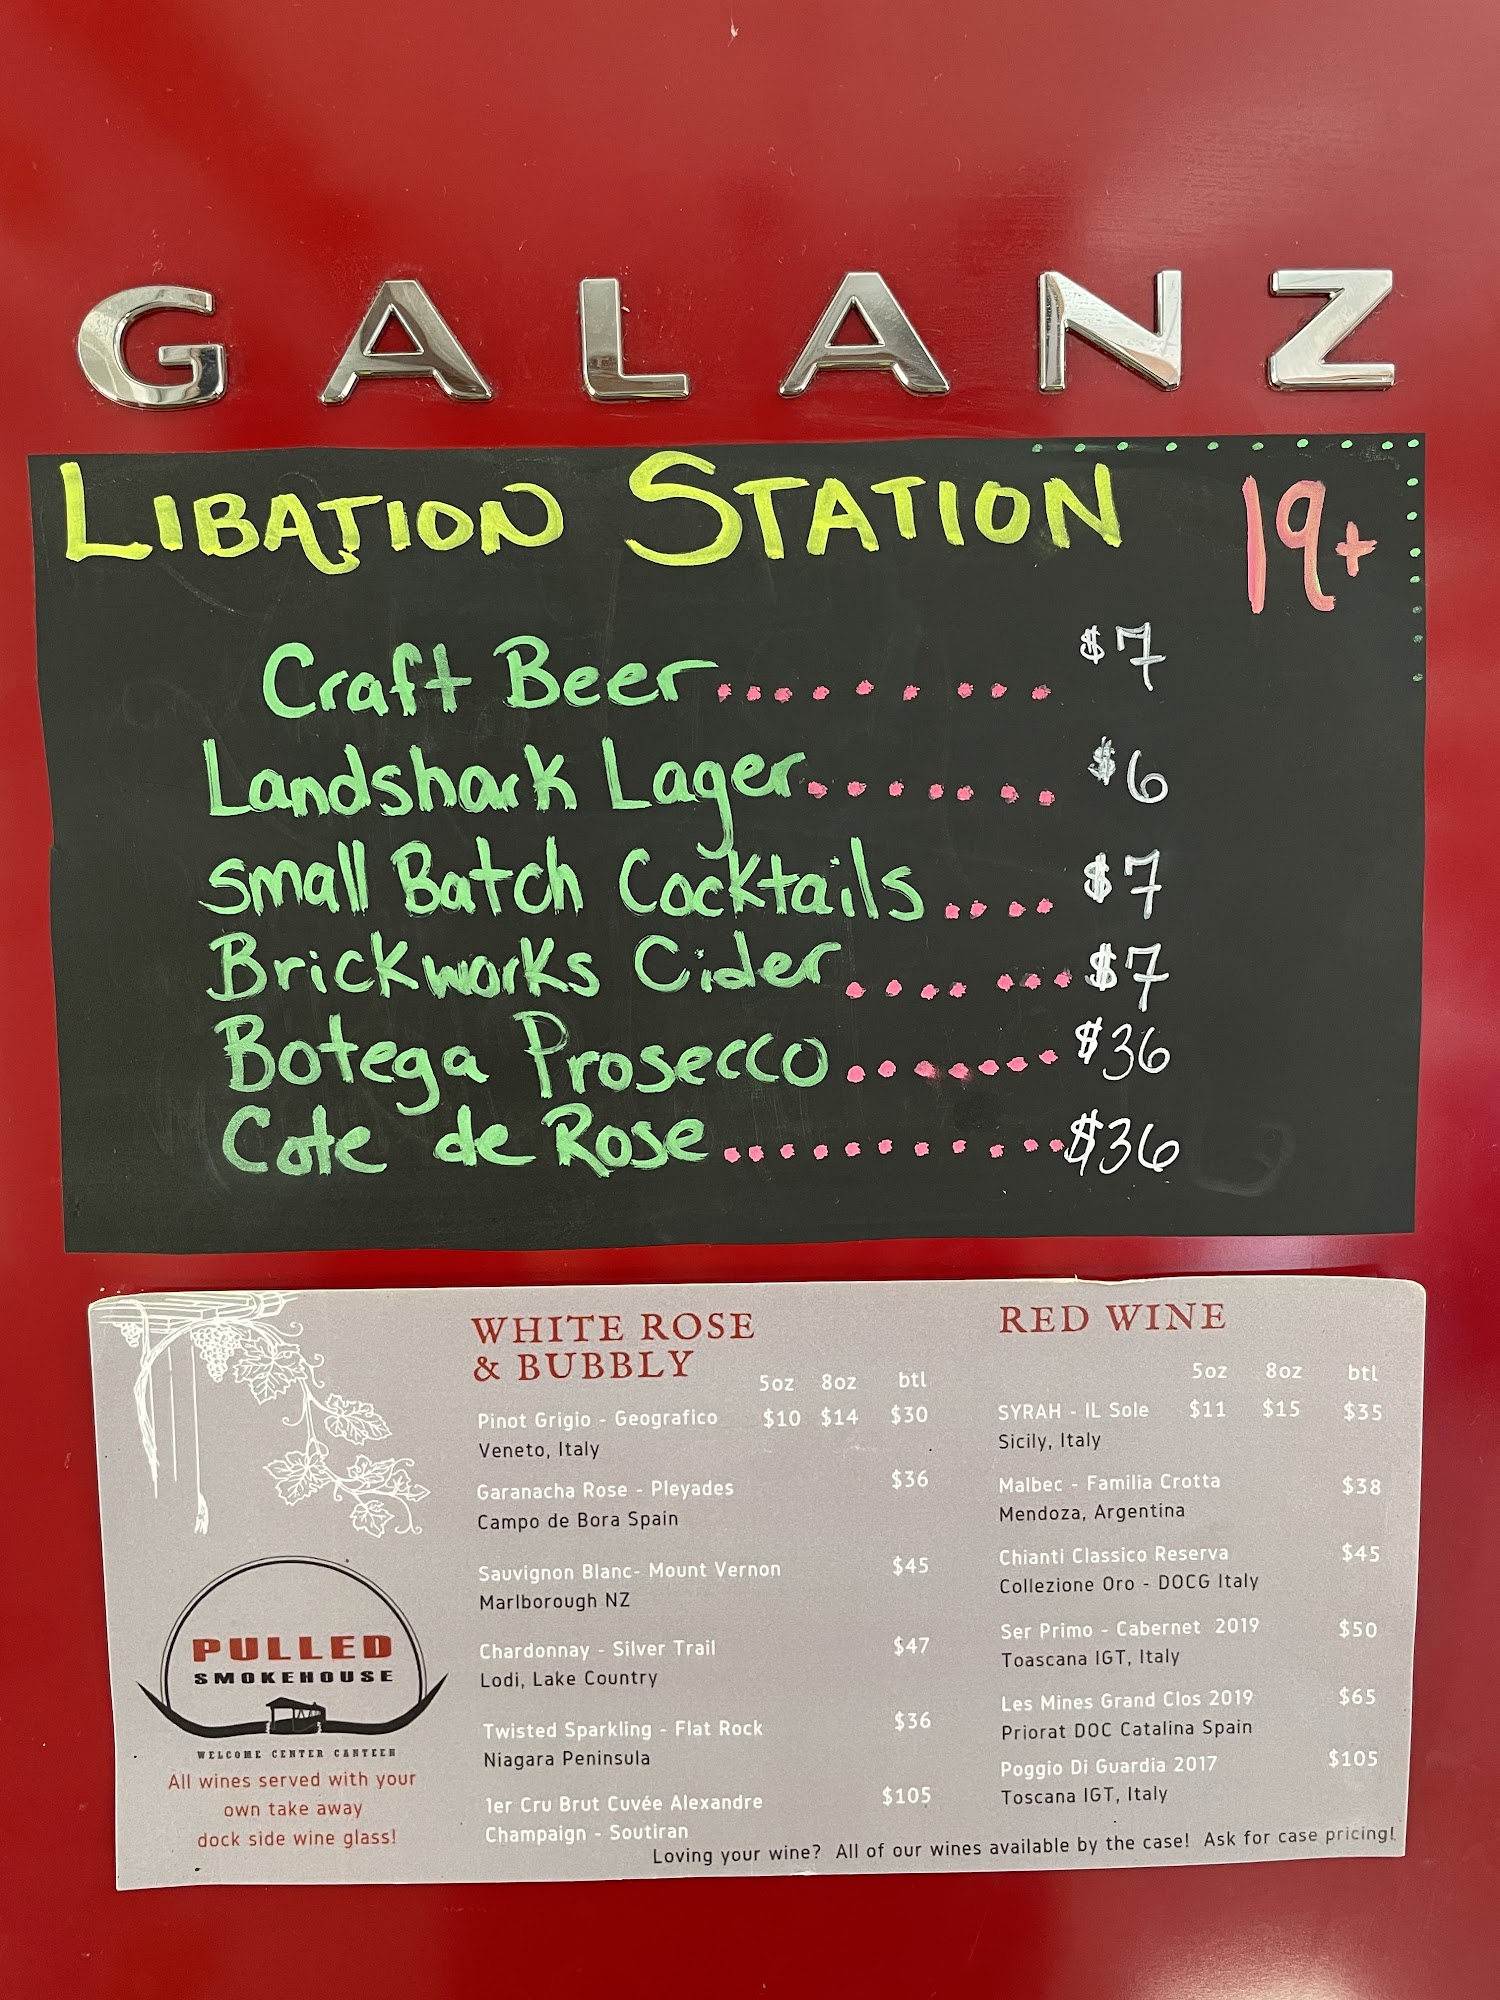 GALANZ
LIBATION STATION 19+
Craft Beer......... $7
Landshark Lager....... $6
Small Batch Cocktails.... $7
Brickworks Cider....... $7
Botega Prosecco....... $36
Cote de Rose.......... $36
WHITE ROSE
& BUBBLY
5oz 8oz btl
Pinot Grigio - Geografico $10 $14 $30
Veneto, Italy
Garanacha Rose - Pleyades $36
Campo de Bora Spain
Sauvignon Blanc- Mount Vernon $45
Marlborough NZ
Chardonnay - Silver Trail $47
Lodi, Lake Country
Twisted Sparkling - Flat Rock $36
Niagara Peninsula
1er Cru Brut Cuvée Alexandre $105
Champaign - Soutiran
RED WINE
5oz 8oz btl
SYRAH - IL Sole $11 $15 $35
Sicily, Italy
Malbec - Familia Crotta $38
Mendoza, Argentina
Chianti Classico Reserva $45
Collezione Oro - DOCG Italy
Ser Primo - Cabernet 2019 $50
Toascana IGT, Italy
Les Mines Grand Clos 2019 $65
Priorat DOC Catalina Spain
Poggio Di Guardia 2017 $105
Toscana IGT, Italy
PULLED
SMOKEHOUSE
WELCOME CENTER CANTEEN
All wines served with your
own take away
dock side wine glass!
Loving your wine? All of our wines available by the case! Ask for case pricing!